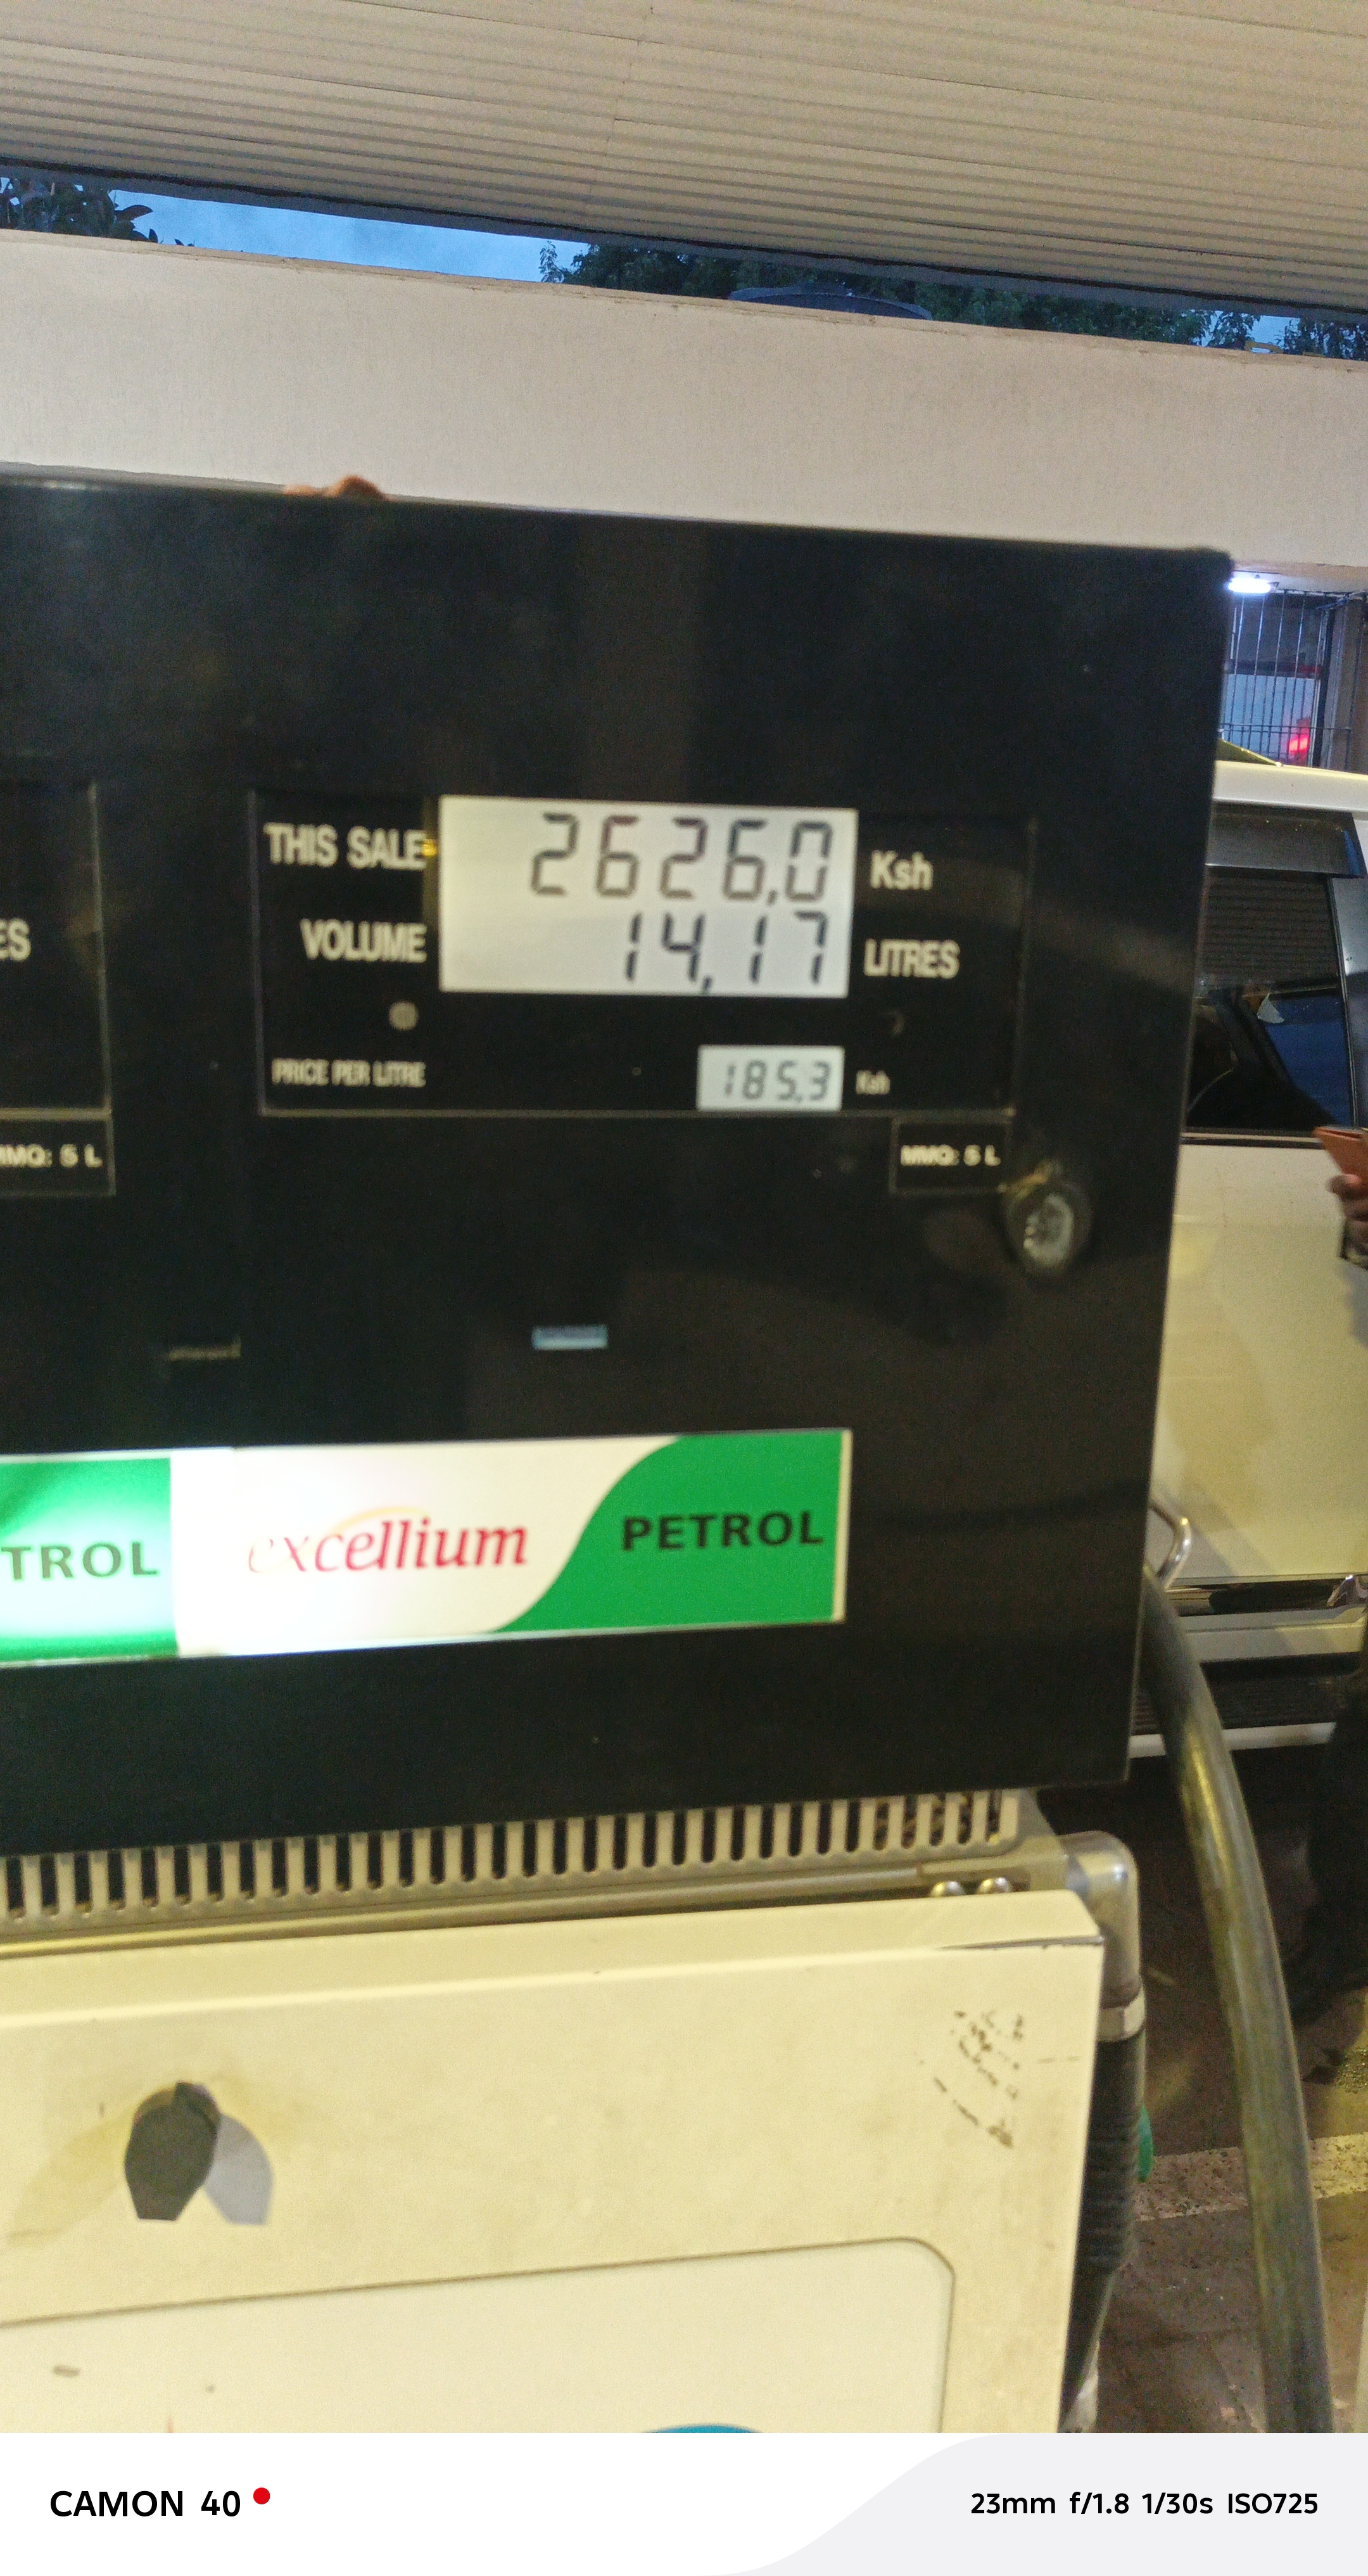 THIS SALE 2626,0 Ksh
ES VOLUME 14,17 LITRES
PRICE PER LITRE 185,3 Ksh
MMQ: 5 L MMQ: 5 L
TROL excellium PETROL
CAMON 40 23mm f/1.8 1/30s ISO725